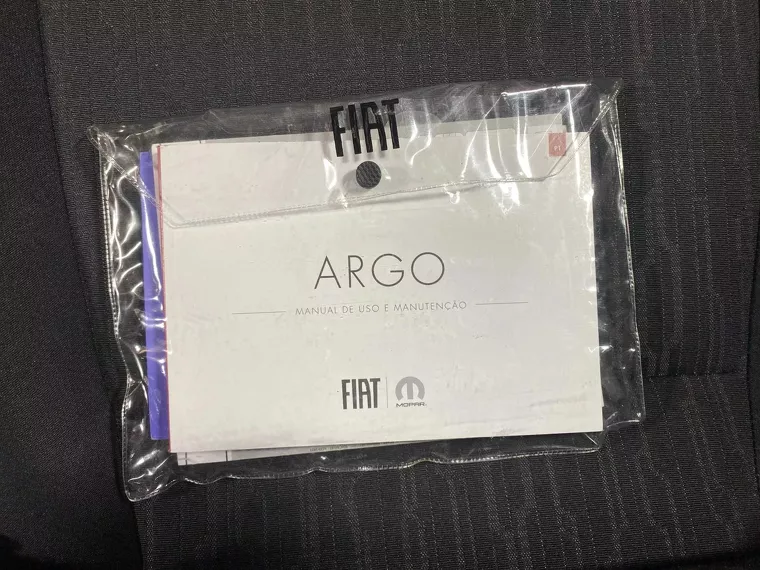 FIAT
ARGO
MANUAL DE USO E MANUTENÇÃO
FIAT
MOPAR